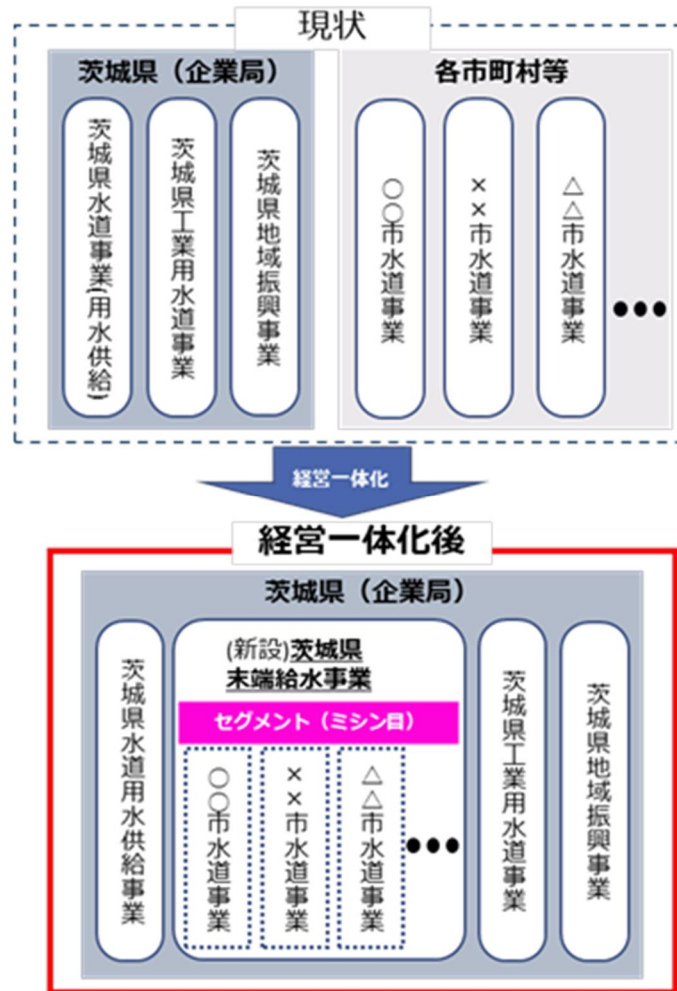 現状
茨城県（企業局）
茨城県水道事業(用水供給)
茨城県工業用水道事業
茨城県地域振興事業
各市町村等
○○市水道事業
××市水道事業
△△市水道事業
●●●
経営一体化
経営一体化後
茨城県（企業局）
茨城県水道用水供給事業
(新設)茨城県
末端給水事業
セグメント（ミシン目）
○○市水道事業
××市水道事業
△△市水道事業
●●●
茨城県工業用水道事業
茨城県地域振興事業